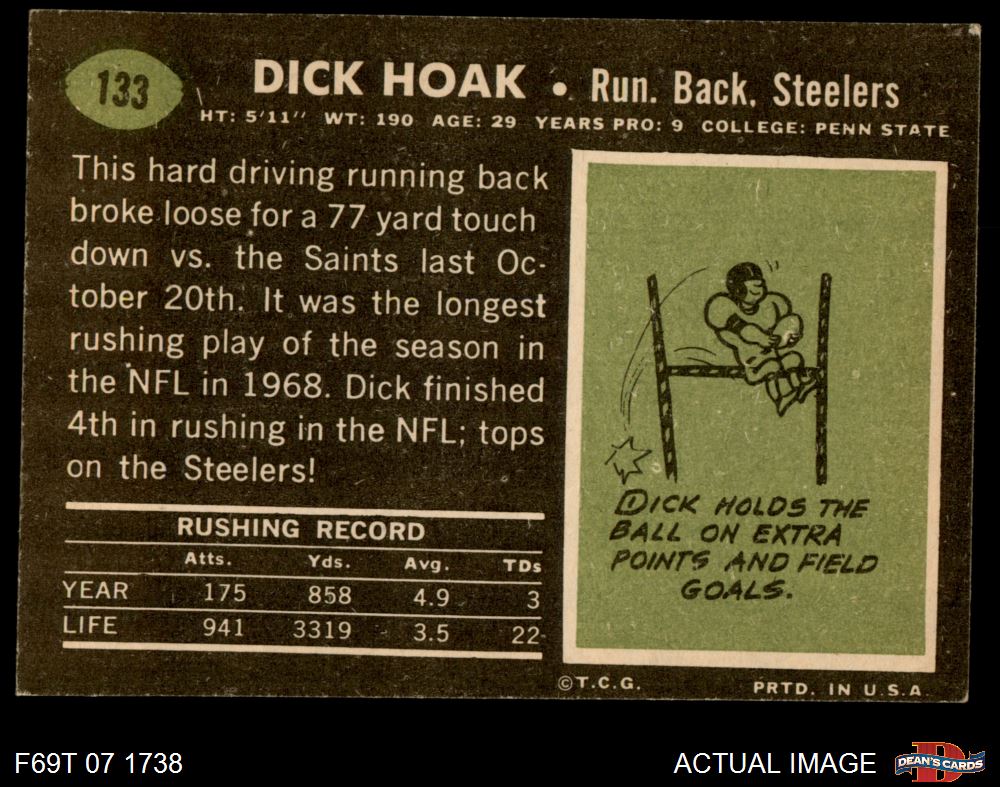 133
DICK HOAK • Run. Back. Steelers
HT: 5'11" WT: 190 AGE: 29 YEARS PRO: 9 COLLEGE: PENN STATE
This hard driving running back
broke loose for a 77 yard touch
down vs. the Saints last Oc-
tober 20th. It was the longest
rushing play of the season in
the NFL in 1968. Dick finished
4th in rushing in the NFL; tops
on the Steelers!
RUSHING RECORD
Atts. Yds. Avg. TDs
YEAR 175 858 4.9 3
LIFE 941 3319 3.5 22
DICK HOLDS THE
BALL ON EXTRA
POINTS AND FIELD
GOALS.
©T.C.G. PRTD. IN U.S.A.
F69T 07 1738
ACTUAL IMAGE
D
DEAN'S CARDS